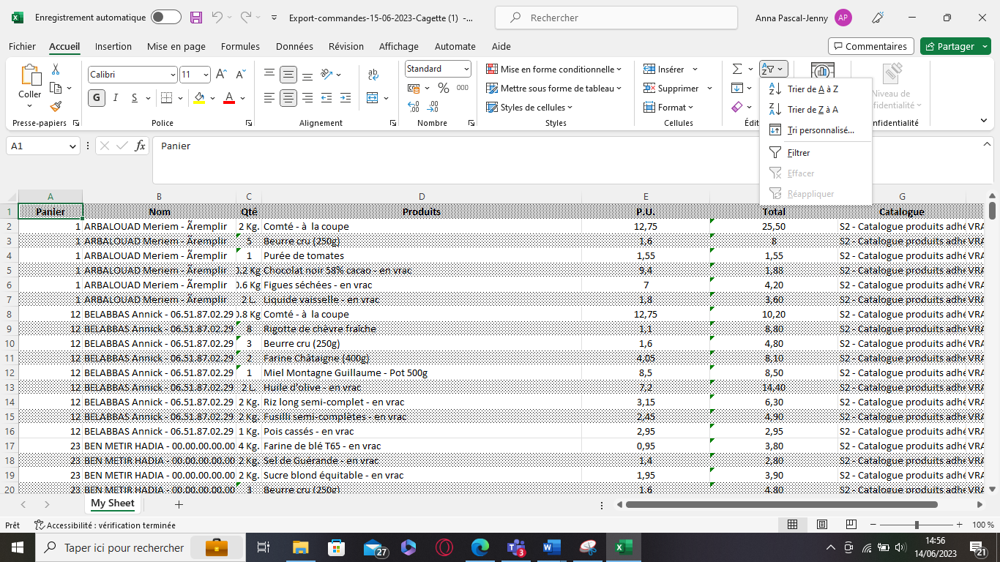 Enregistrement automatique
Export-commandes-15-06-2023-Cagette (1) -...
Rechercher
Anna Pascal-Jenny AP
Fichier Accueil Insertion Mise en page Formules Données Révision Affichage Automate Aide
Commentaires Partager
Coller
Presse-papiers
Calibri 11
G I S
Police
ab
Alignement
Standard
% 000
Nombre
Mise en forme conditionnelle
Mettre sous forme de tableau
Styles de cellules
Styles
Insérer
Supprimer
Format
Cellules
Trier de A à Z
Trier de Z à A
Tri personnalisé...
Filtrer
Effacer
Réappliquer
A1 fx Panier
A B C D E G
1 Panier Nom Qté Produits P.U. Total Catalogue
2 1 ARBALOUAD Meriem - Ãremplir 2 Kg. Comté - à la coupe 12,75 25,50 S2 - Catalogue produits adhé VRA
3 1 ARBALOUAD Meriem - Ãremplir 5 Beurre cru (250g) 1,6 8 S2 - Catalogue produits adhé VRA
4 1 ARBALOUAD Meriem - Ãremplir 1 Purée de tomates 1,55 1,55 S2 - Catalogue produits adhé VRA
5 1 ARBALOUAD Meriem - Ãremplir 0.2 Kg Chocolat noir 58% cacao - en vrac 9,4 1,88 S2 - Catalogue produits adhé VRA
6 1 ARBALOUAD Meriem - Ãremplir 0.6 Kg Figues séchées - en vrac 7 4,20 S2 - Catalogue produits adhé VRA
7 1 ARBALOUAD Meriem - Ãremplir 2 L. Liquide vaisselle - en vrac 1,8 3,60 S2 - Catalogue produits adhé VRA
8 12 BELABBAS Annick - 06.51.87.02.29 0.8 Kg Comté - à la coupe 12,75 10,20 S2 - Catalogue produits adhé VRA
9 12 BELABBAS Annick - 06.51.87.02.29 8 Rigotte de chèvre fraîche 1,1 8,80 S2 - Catalogue produits adhé VRA
10 12 BELABBAS Annick - 06.51.87.02.29 3 Beurre cru (250g) 1,6 4,80 S2 - Catalogue produits adhé VRA
11 12 BELABBAS Annick - 06.51.87.02.29 2 Farine Châtaigne (400g) 4,05 8,10 S2 - Catalogue produits adhé VRA
12 12 BELABBAS Annick - 06.51.87.02.29 1 Miel Montagne Guillaume - Pot 500g 8,5 8,50 S2 - Catalogue produits adhé VRA
13 12 BELABBAS Annick - 06.51.87.02.29 2 L. Huile d'olive - en vrac 7,2 14,40 S2 - Catalogue produits adhé VRA
14 12 BELABBAS Annick - 06.51.87.02.29 2 Kg. Riz long semi-complet - en vrac 3,15 6,30 S2 - Catalogue produits adhé VRA
15 12 BELABBAS Annick - 06.51.87.02.29 2 Kg. Fusilli semi-complètes - en vrac 2,45 4,90 S2 - Catalogue produits adhé VRA
16 12 BELABBAS Annick - 06.51.87.02.29 1 Kg. Pois cassés - en vrac 2,95 2,95 S2 - Catalogue produits adhé VRA
17 23 BEN METIR HADIA - 00.00.00.00.00 4 Kg. Farine de blé T65 - en vrac 0,95 3,80 S2 - Catalogue produits adhé VRA
18 23 BEN METIR HADIA - 00.00.00.00.00 2 Kg. Sel de Guérande - en vrac 1,4 2,80 S2 - Catalogue produits adhé VRA
19 23 BEN METIR HADIA - 00.00.00.00.00 2 Kg. Sucre blond équitable - en vrac 1,95 3,90 S2 - Catalogue produits adhé VRA
20 23 BEN METIR HADIA - 00.00.00.00.00 3 Beurre cru (250g) 1,6 4,80 S2 - Catalogue produits adhé VRA
My Sheet
Prêt Accessibilité : vérification terminée
100 %
Taper ici pour rechercher
27
3
14:56
14/06/2023
21